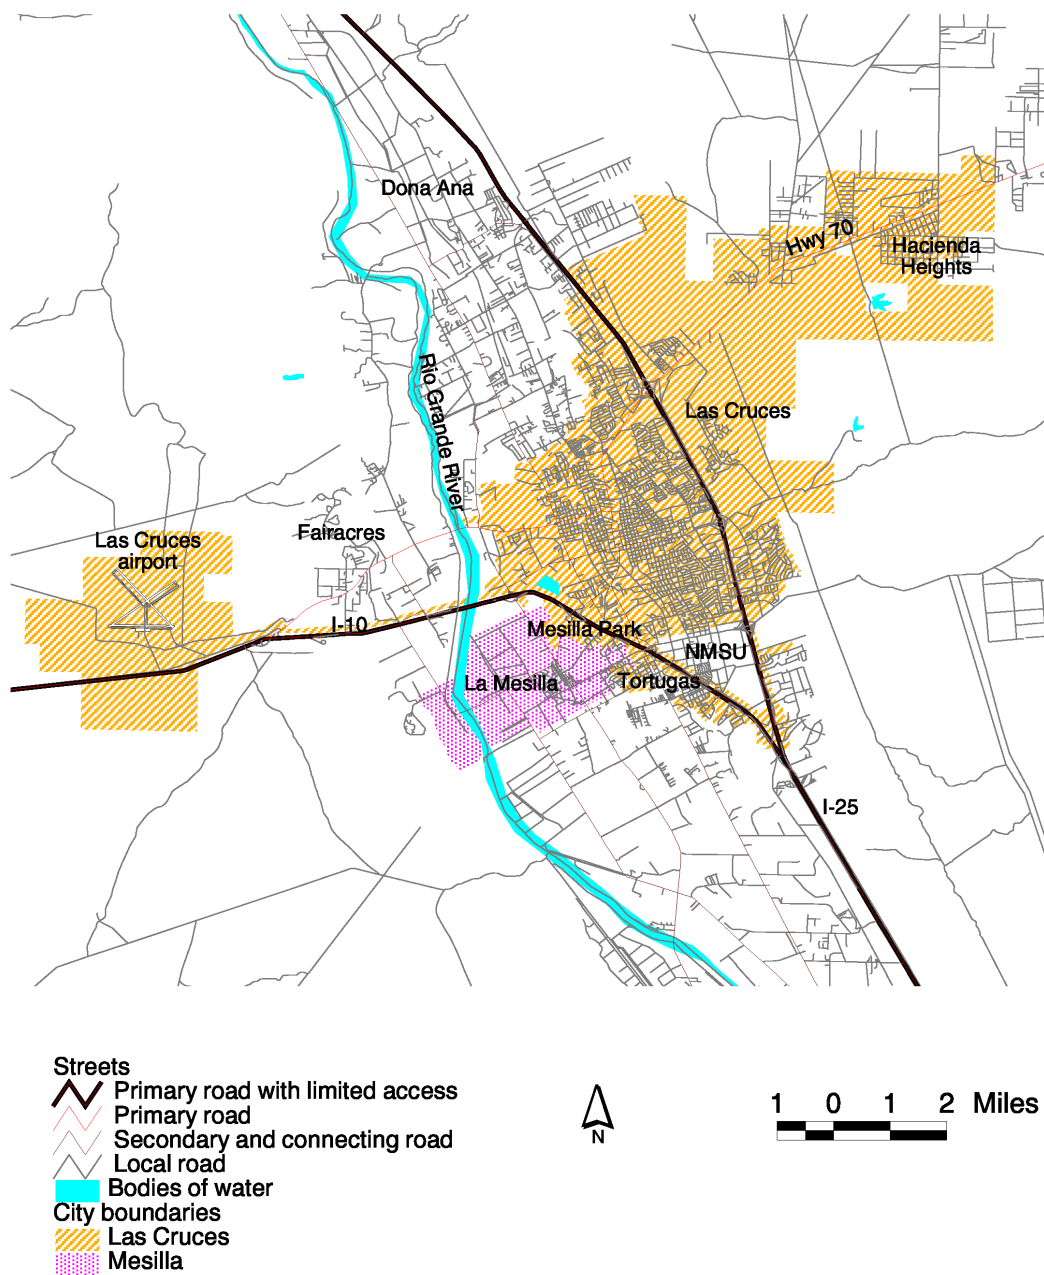 Dona Ana
Hwy 70
Hacienda
Heights
Rio Grande River
Las Cruces
Las Cruces
airport
Fairacres
I-10
Mesilla Park
NMSU
La Mesilla
Tortugas
I-25
Streets
Primary road with limited access
Primary road
Secondary and connecting road
Local road
Bodies of water
City boundaries
Las Cruces
Mesilla
N
1 0 1 2 Miles